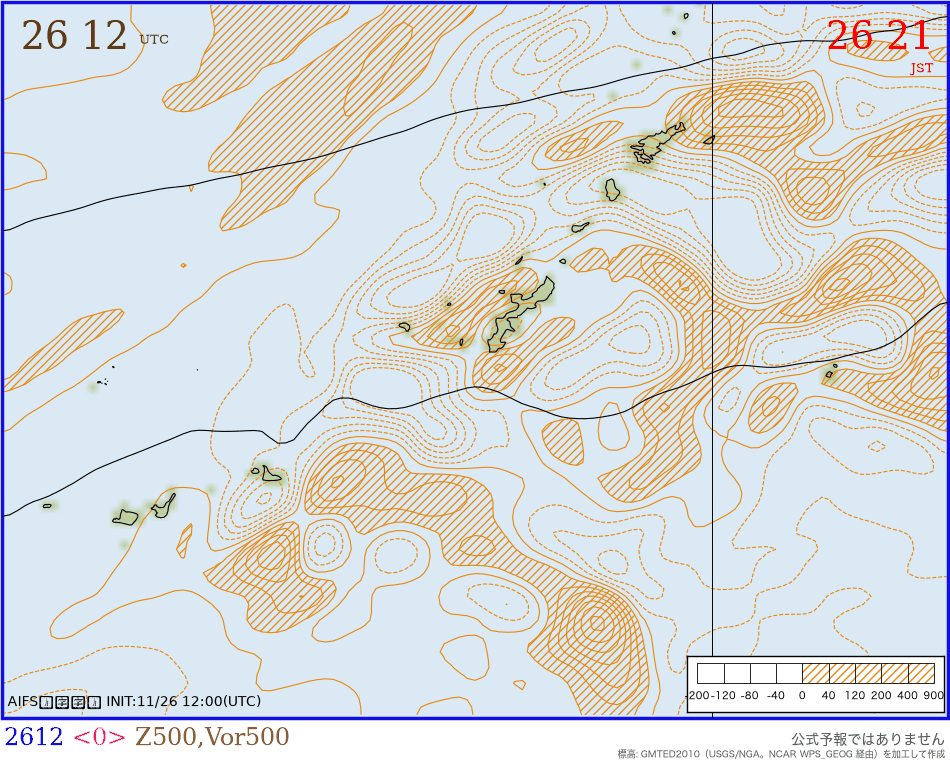 26 12 UTC
26 21
JST
-200 -120 -80 -40 0 40 120 200 400 900
AIFS INIT:11/26 12:00(UTC)
2612 <0> Z500,Vor500
公式予報ではありません
標高: GMTED2010（USGS/NGA。NCAR WPS_GEOG 経由）を加工して作成